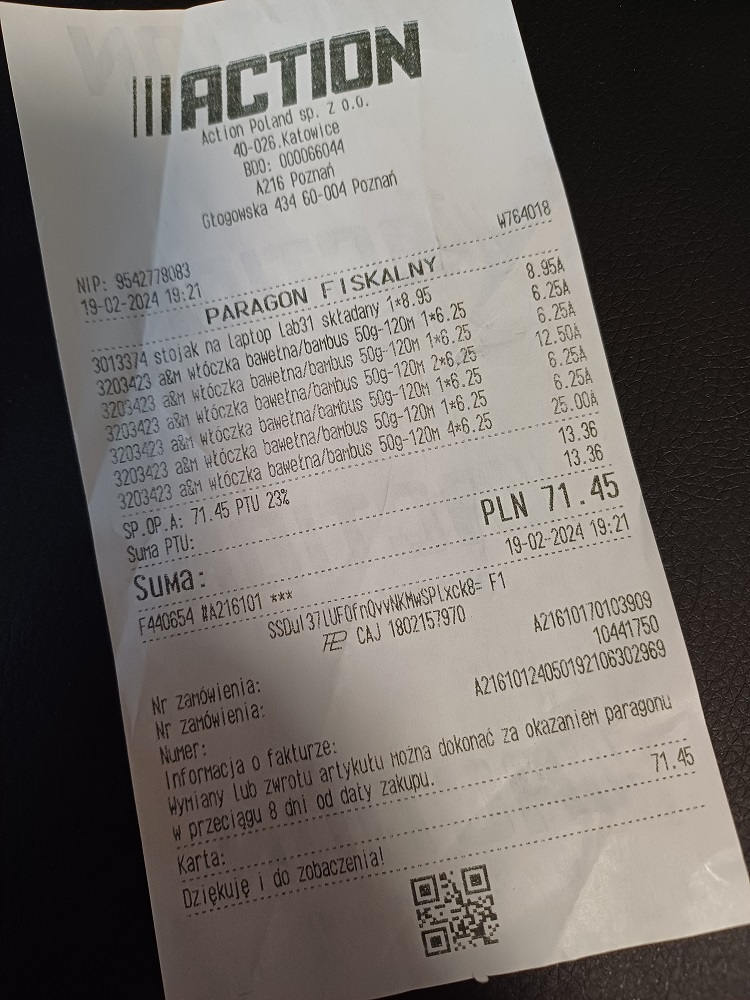 ACTION
Action Poland sp. z o.o.
40-026.Katowice
BDO: 000066044
A216 Poznań
Głogowska 434 60-004 Poznań
NIP: 9542778083
19-02-2024 19:21 W764018
PARAGON FISKALNY
3013374 stojak na laptop Lab31 składany 1*8.95 8.95A
3203423 a&m włóczka bawełna/bambus 50g-120m 1*6.25 6.25A
3203423 a&m włóczka bawełna/bambus 50g-120m 1*6.25 6.25A
3203423 a&m włóczka bawełna/bambus 50g-120m 2*6.25 12.50A
3203423 a&m włóczka bawełna/bambus 50g-120m 1*6.25 6.25A
3203423 a&m włóczka bawełna/bambus 50g-120m 1*6.25 6.25A
3203423 a&m włóczka bawełna/bambus 50g-120m 4*6.25 25.00A
SP.OP.A: 71.45 PTU 23% 13.36
Suma PTU: 13.36
Suma: PLN 71.45
F440654 #A216101 *** 19-02-2024 19:21
CAJ 1802157970
Nr zamówienia: A21610170103909
Nr zamówienia: 10441750
Numer: A21610124050192106302969
Informacja o fakturze:
Wymiany lub zwrotu artykułu można dokonać za okazaniem paragonu
w przeciągu 8 dni od daty zakupu.
Karta: 71.45
Dziękuję i do zobaczenia!